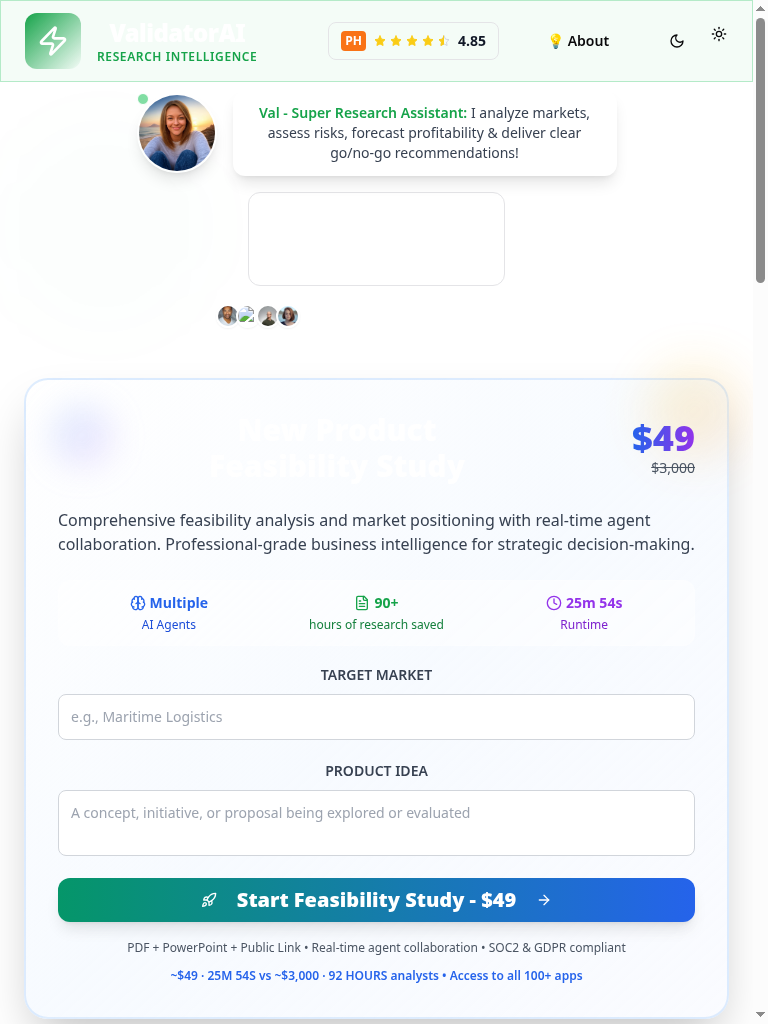 ValidatorAI
RESEARCH INTELLIGENCE
PH
4.85
💡 About
Val - Super Research Assistant: I analyze markets,
assess risks, forecast profitability & deliver clear
go/no-go recommendations!
New Product
Feasibility Study
$49
$3,000
Comprehensive feasibility analysis and market positioning with real-time agent
collaboration. Professional-grade business intelligence for strategic decision-making.
Multiple
AI Agents
90+
hours of research saved
25m 54s
Runtime
TARGET MARKET
e.g., Maritime Logistics
PRODUCT IDEA
A concept, initiative, or proposal being explored or evaluated
Start Feasibility Study - $49
PDF + PowerPoint + Public Link • Real-time agent collaboration • SOC2 & GDPR compliant
~$49 · 25M 54S vs ~$3,000 · 92 HOURS analysts • Access to all 100+ apps